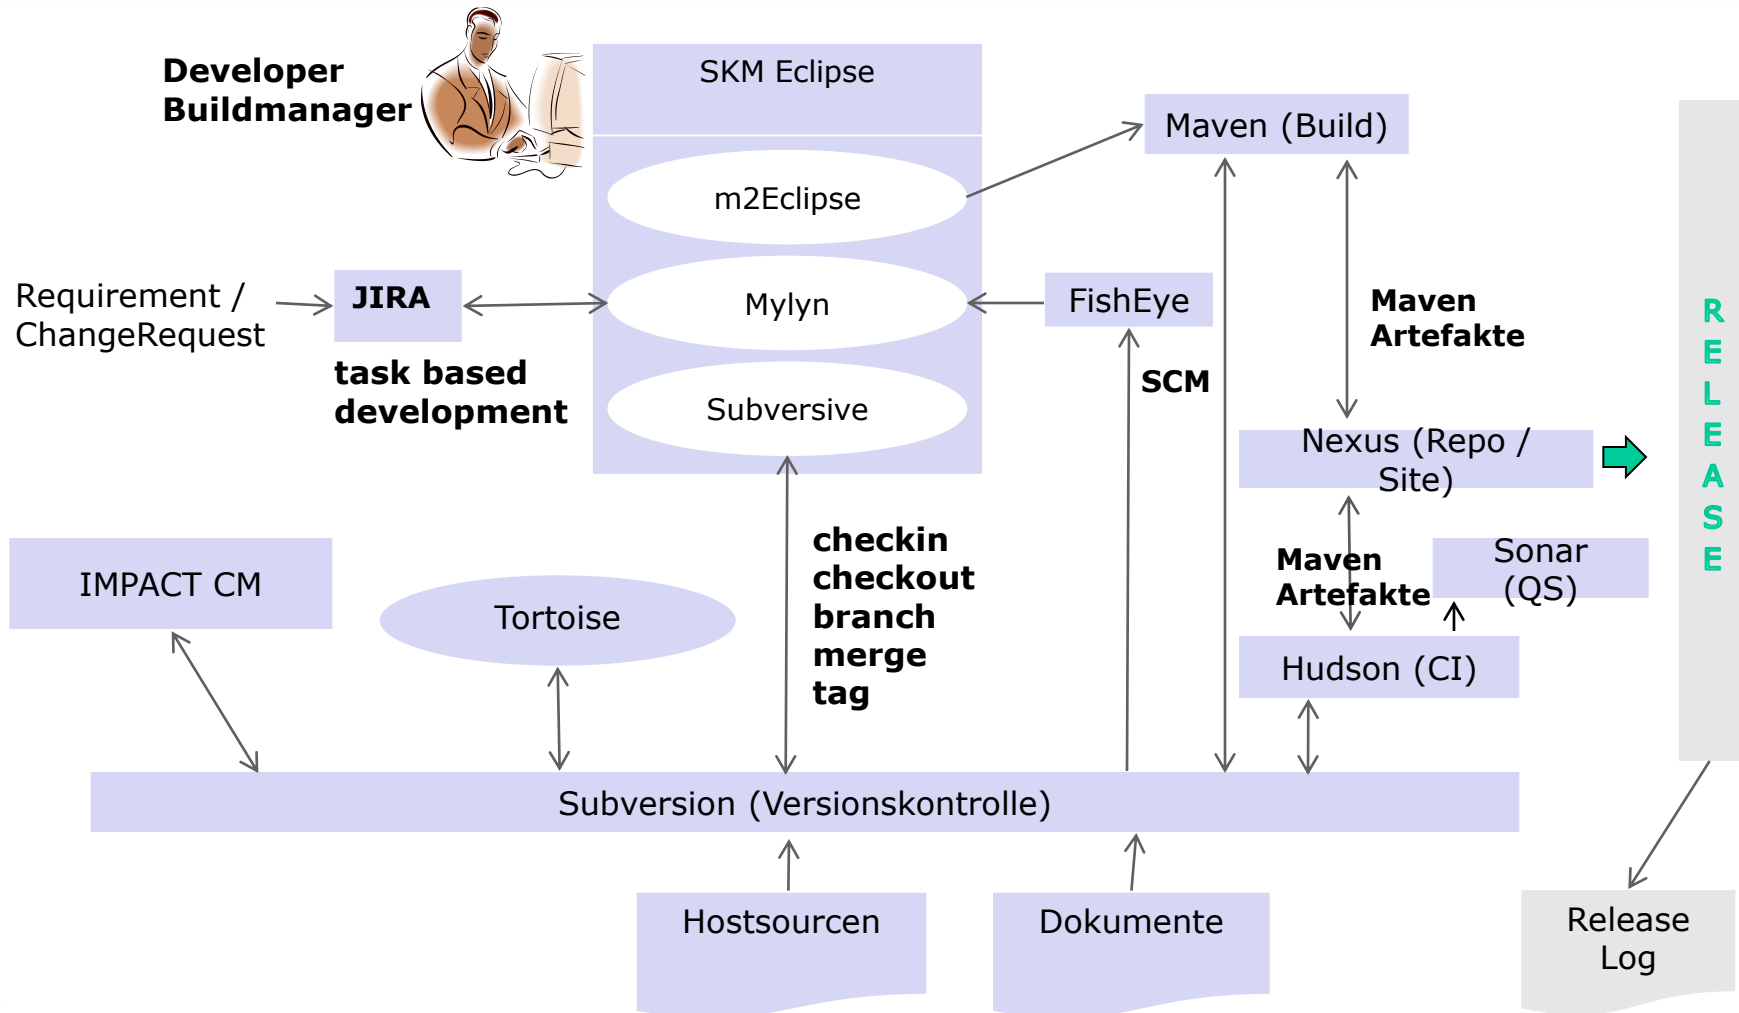 Developer
Buildmanager
SKM Eclipse
m2Eclipse
Mylyn
Subversive
Maven (Build)
Requirement /
ChangeRequest
JIRA
task based
development
FishEye
SCM
Maven
Artefakte
Nexus (Repo /
Site)
R
E
L
E
A
S
E
IMPACT CM
Tortoise
checkin
checkout
branch
merge
tag
Maven
Artefakte
Sonar
(QS)
Hudson (CI)
Subversion (Versionskontrolle)
Hostsourcen
Dokumente
Release
Log